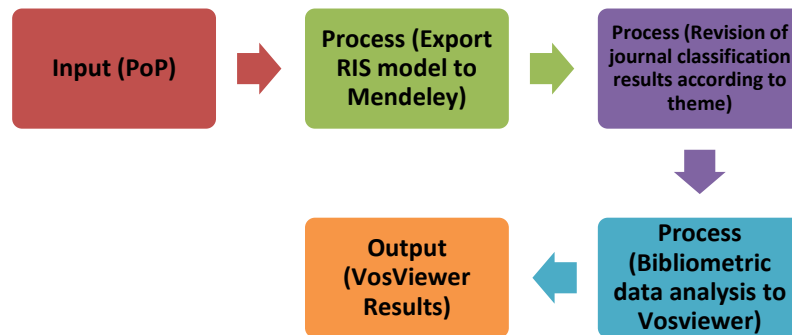 Input (PoP)
Process (Export
RIS model to
Mendeley)
Process (Revision of
journal classification
results according to
theme)
Process
(Bibliometric
data analysis to
Vosviewer)
Output
(VosViewer
Results)